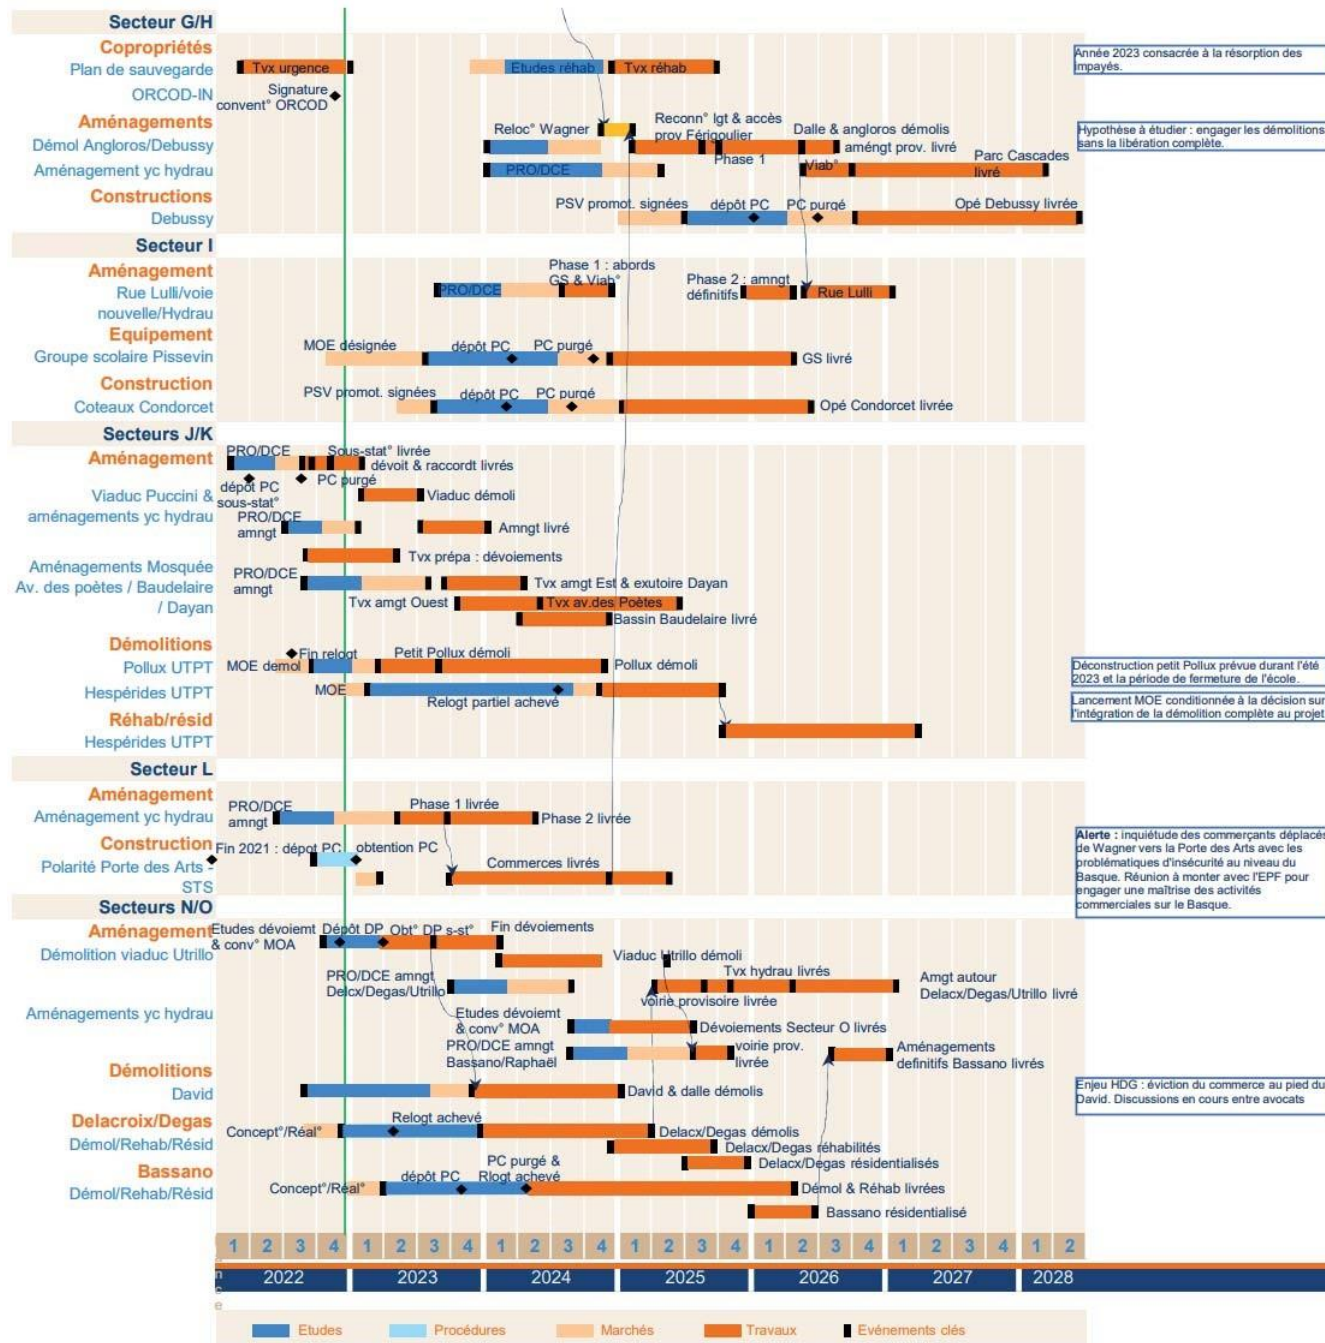 Secteur G/H
Copropriétés
Plan de sauvegarde
Tvx urgence
Etudes réhab
Tvx réhab
Année 2023 consacrée à la résorption des
impayés.
ORCOD-IN
Signature
convent° ORCOD
Aménagements
Reloc° Wagner
Reconn° lgt & accès
prov Férigoulier
Dalle & angloros démolis
Hypothèse à étudier : engager les démolitions
sans la libération complète.
Démol Angloros/Debussy
Phase 1
améngt prov. livré
Aménagement yc hydrau
PRO/DCE
Viab°
Parc Cascades
livré
Constructions
Debussy
PSV promot. signées
dépôt PC
PC purgé
Opé Debussy livrée
Secteur I
Aménagement
Rue Lulli/voie
nouvelle/Hydrau
PRO/DCE
Phase 1 : abords
GS & Viab°
Phase 2 : amngt
définitifs
Rue Lulli
Equipement
Groupe scolaire Pissevin
MOE désignée
dépôt PC
PC purgé
GS livré
Construction
Coteaux Condorcet
PSV promot. signées
dépôt PC
PC purgé
Opé Condorcet livrée
Secteurs J/K
Aménagement
PRO/DCE
Sous-stat° livrée
dévoit & raccordt livrés
dépôt PC
sous-stat°
PC purgé
Viaduc Puccini &
aménagements yc hydrau
Viaduc démoli
PRO/DCE
amngt
Amngt livré
Tvx prépa : dévoiements
Aménagements Mosquée
Av. des poètes / Baudelaire
/ Dayan
PRO/DCE
amngt
Tvx amgt Est & exutoire Dayan
Tvx amgt Ouest
Tvx av.des Poètes
Bassin Baudelaire livré
Démolitions
Pollux UTPT
Fin relogt
MOE demol
Petit Pollux démoli
Pollux démoli
Déconstruction petit Pollux prévue durant l'été
2023 et la période de fermeture de l'école.
Hespérides UTPT
MOE
Relogt partiel achevé
Lancement MOE conditionnée à la décision sur
l'intégration de la démolition complète au projet
Réhab/résid
Hespérides UTPT
Secteur L
Aménagement
Aménagement yc hydrau
PRO/DCE
amngt
Phase 1 livrée
Phase 2 livrée
Construction
Polarité Porte des Arts -
STS
Fin 2021 : dépot PC
obtention PC
Commerces livrés
Alerte : inquiétude des commerçants déplacés
de Wagner vers la Porte des Arts avec les
problématiques d'insécurité au niveau du
Basque. Réunion à monter avec l'EPF pour
engager une maîtrise des activités
commerciales sur le Basque.
Secteurs N/O
Aménagement
Démolition viaduc Utrillo
Etudes dévoiemt
& conv° MOA
Dépôt DP
Obt° DP s-st°
Fin dévoiements
Viaduc Utrillo démoli
PRO/DCE amngt
Delcx/Degas/Utrillo
Tvx hydrau livrés
voirie provisoire livrée
Amgt autour
Delacx/Degas/Utrillo livré
Aménagements yc hydrau
Etudes dévoiemt
& conv° MOA
Dévoiements Secteur O livrés
PRO/DCE amngt
Bassano/Raphaël
voirie prov.
livrée
Aménagements
definitifs Bassano livrés
Démolitions
David
David & dalle démolis
Enjeu HDG : éviction du commerce au pied du
David. Discussions en cours entre avocats
Delacroix/Degas
Démol/Rehab/Résid
Concept°/Réal°
Relogt achevé
Delacx/Degas démolis
Delacx/Degas réhabilités
Delacx/Degas résidentialisés
Bassano
Démol/Rehab/Résid
Concept°/Réal°
dépôt PC
PC purgé &
Rlogt achevé
Démol & Réhab livrées
Bassano résidentialisé
1 2 3 4 1 2 3 4 1 2 3 4 1 2 3 4 1 2 3 4 1 2 3 4 1 2
2022 2023 2024 2025 2026 2027 2028
Etudes Procédures Marchés Travaux Evénements clés